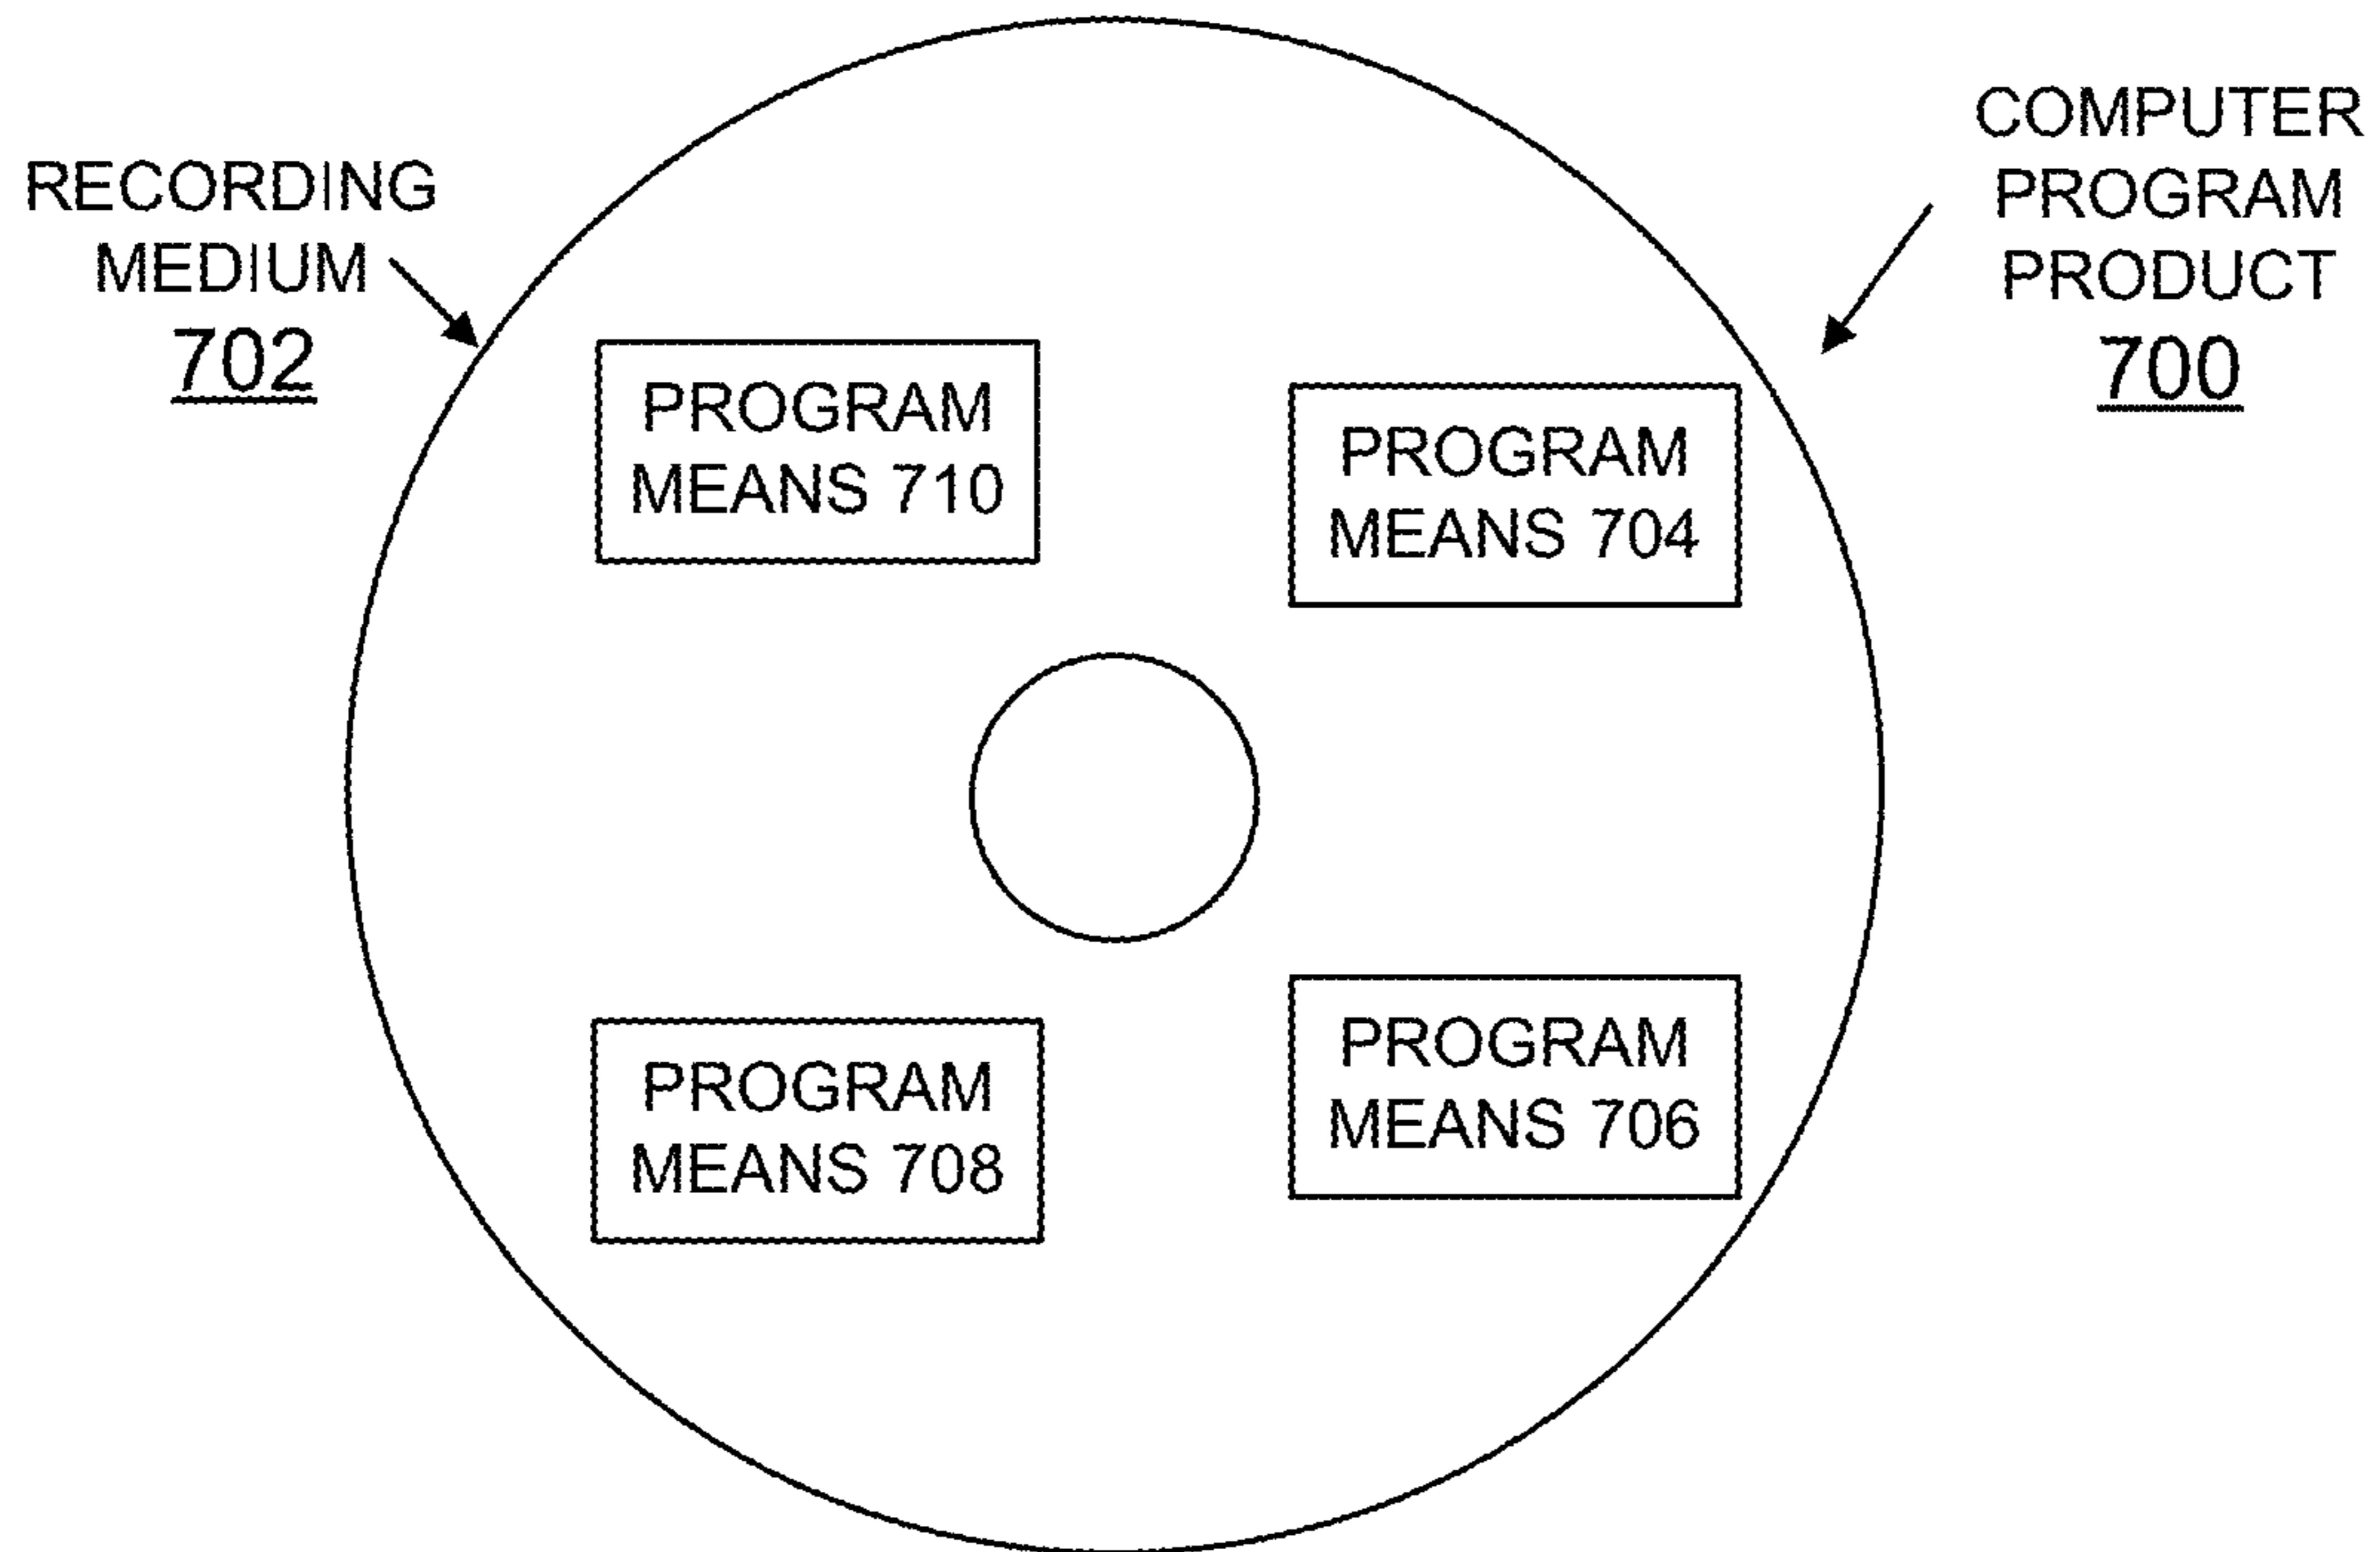 RECORDING
MEDIUM
702
COMPUTER
PROGRAM
PRODUCT
700
PROGRAM
MEANS 710
PROGRAM
MEANS 704
PROGRAM
MEANS 708
PROGRAM
MEANS 706